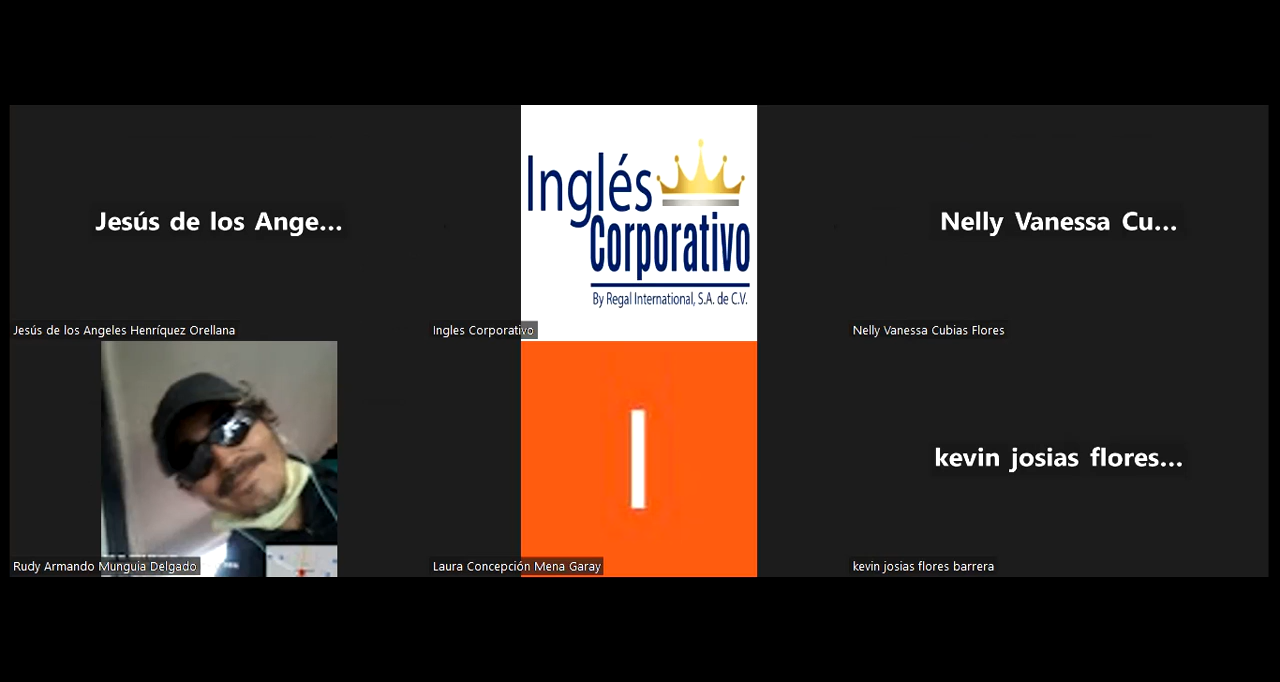 Jesús de los Ange...
Jesús de los Angeles Henríquez Orellana
Inglés
Corporativo
By Regal International, S.A. de C.V.
Ingles Corporativo
Nelly Vanessa Cu...
Nelly Vanessa Cubias Flores
Rudy Armando Munguía Delgado
I
Laura Concepción Mena Garay
kevin josias flores...
kevin josias flores barrera